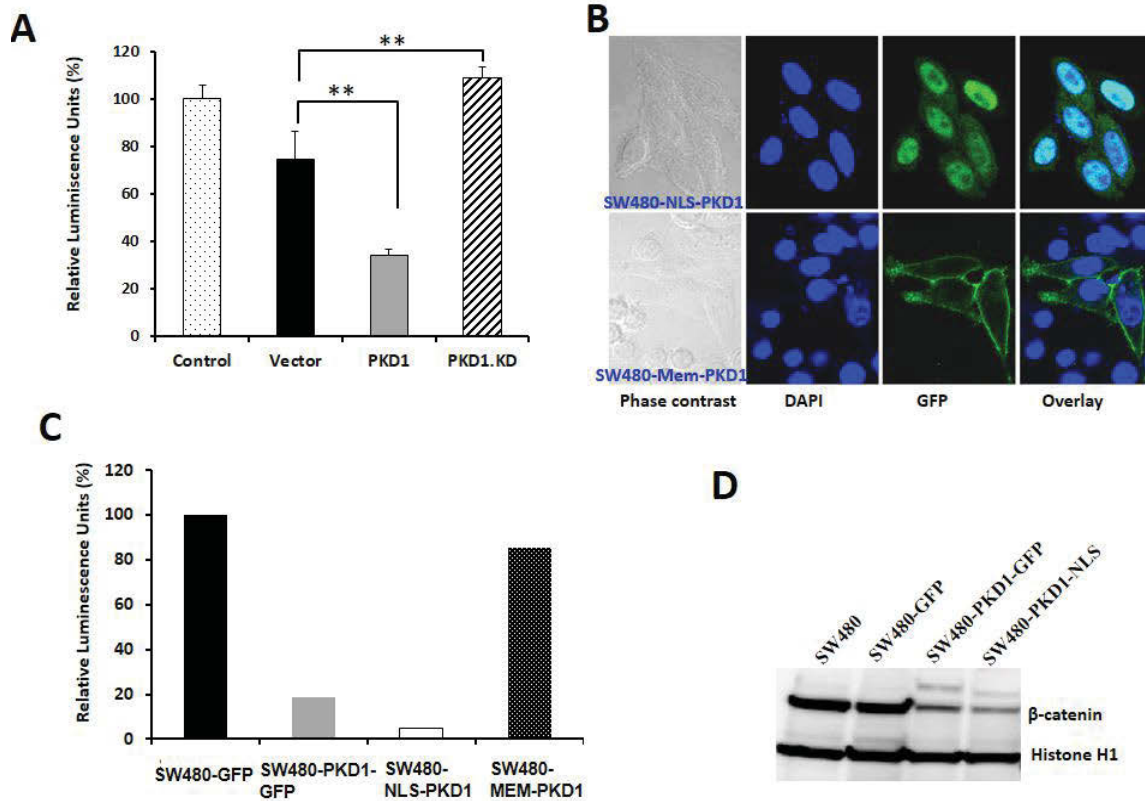 A
Relative Luminiscence Units (%)
120
100
80
60
40
20
0
**
**
Control Vector PKD1 PKD1.KD
B
SW480-NLS-PKD1
SW480-Mem-PKD1
Phase contrast DAPI GFP Overlay
C
Relative Luminescence Units (%)
120
100
80
60
40
20
0
SW480-GFP SW480-PKD1-GFP SW480-NLS-PKD1 SW480-MEM-PKD1
D
SW480
SW480-GFP
SW480-PKD1-GFP
SW480-PKD1-NLS
β-catenin
Histone H1